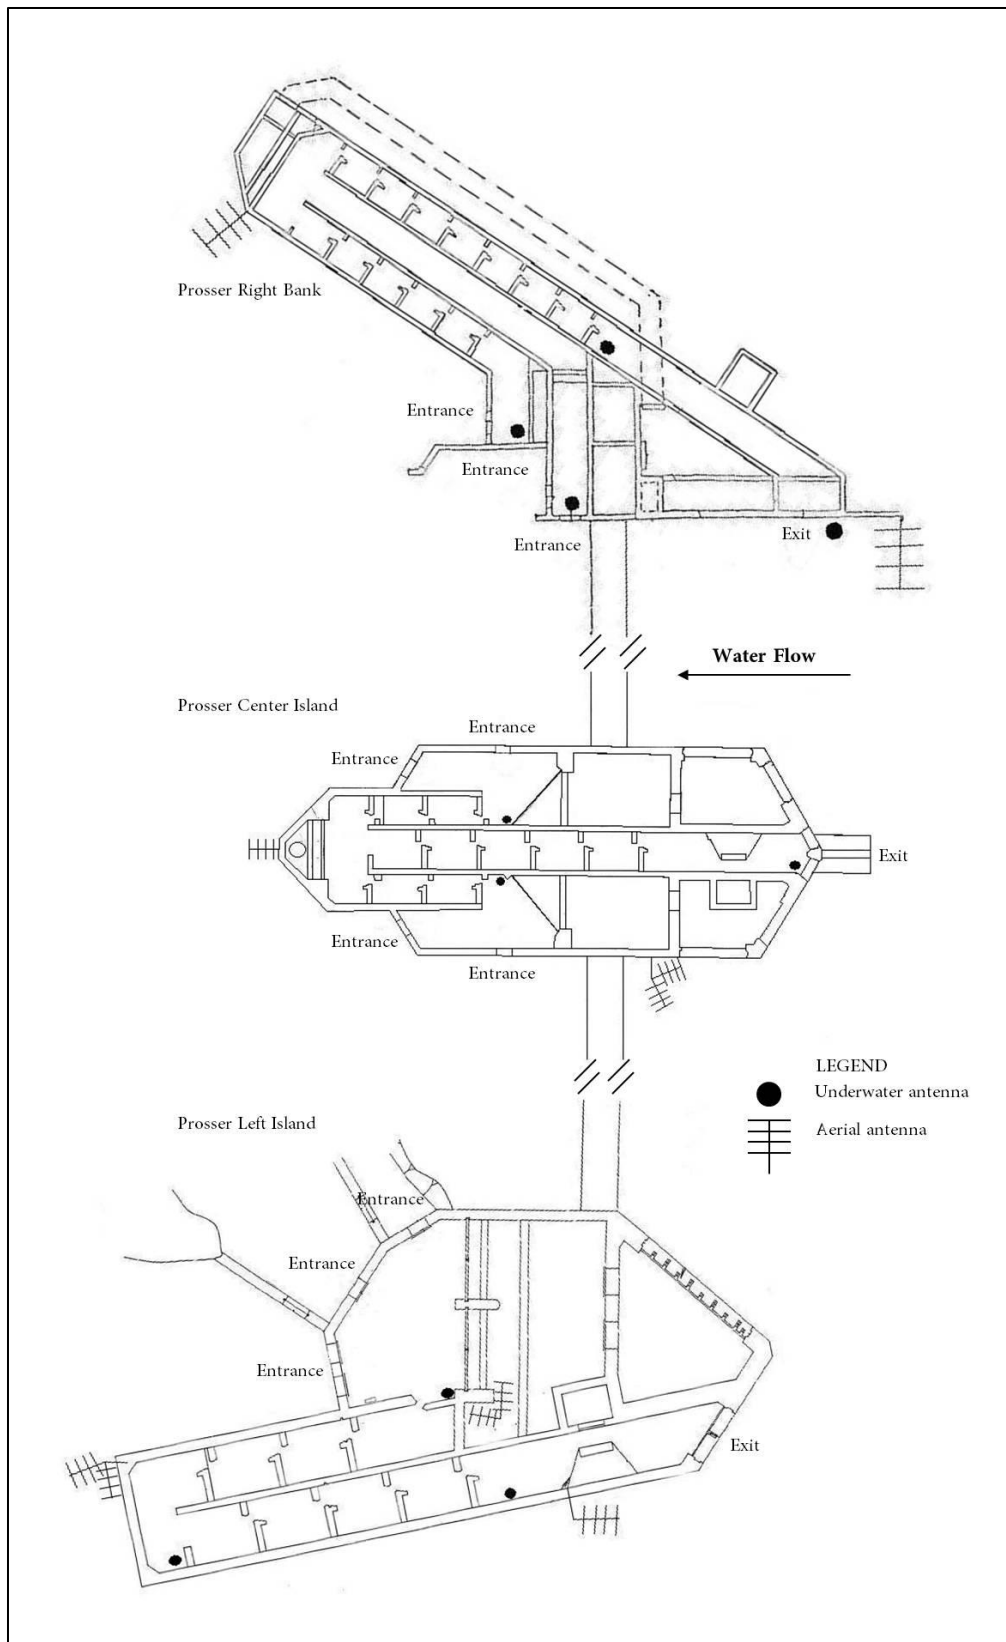 Prosser Right Bank
Entrance
Entrance
Entrance
Exit
Water Flow
Prosser Center Island
Entrance
Entrance
Exit
Entrance
Entrance
LEGEND
Underwater antenna
Aerial antenna
Prosser Left Island
Entrance
Entrance
Entrance
Exit